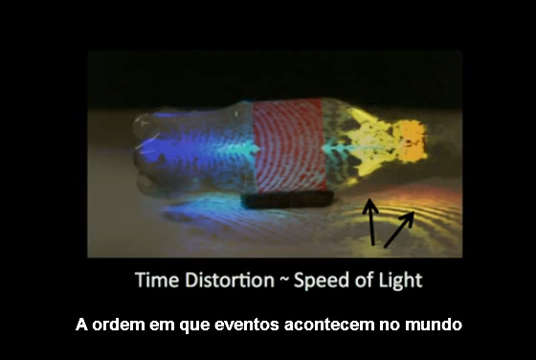 Time Distortion ~ Speed of Light
A ordem em que eventos acontecem no mundo